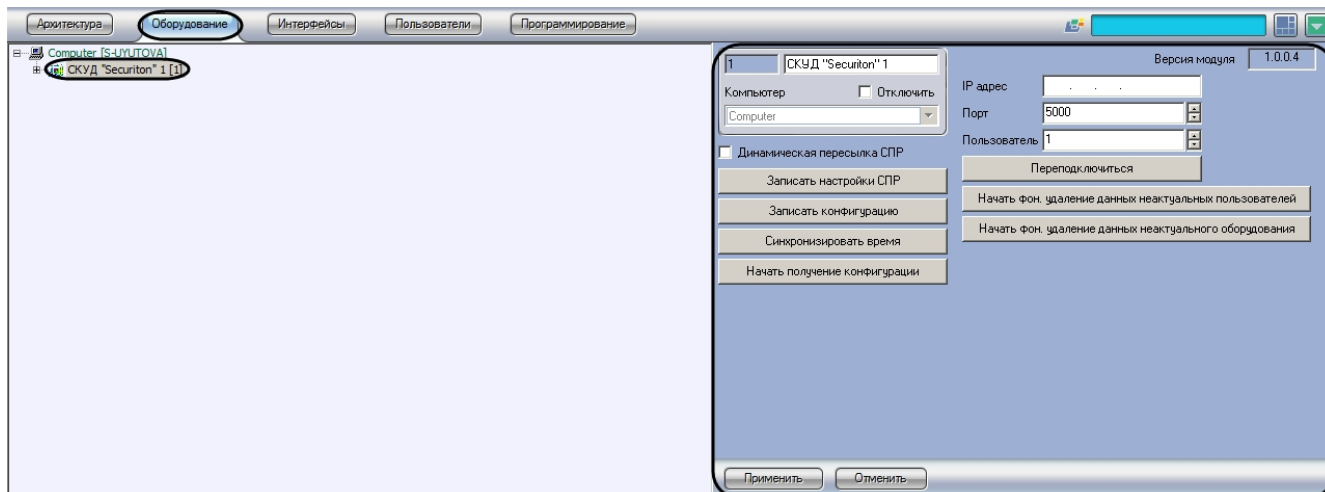 Архитектура Оборудование Интерфейсы Пользователи Программирование
Computer [S-UYUTOVA]
СКУД "Securiton" 1 [1]
1 СКУД "Securiton" 1
Компьютер Отключить
Computer
Динамическая пересылка СПР
Записать настройки СПР
Записать конфигурацию
Синхронизировать время
Начать получение конфигурации
Версия модуля 1.0.0.4
IP адрес . . .
Порт 5000
Пользователь 1
Переподключиться
Начать фон. удаление данных неактуальных пользователей
Начать фон. удаление данных неактуального оборудования
Применить Отменить